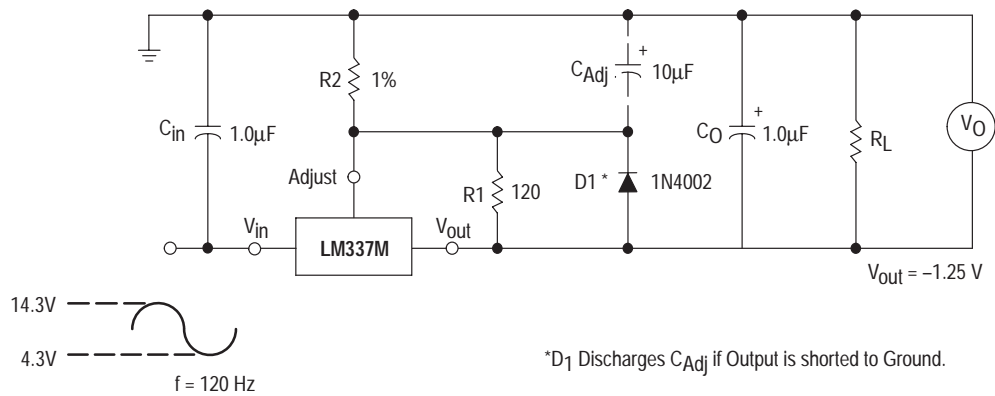 R2
1%
CAdj
+
10µF
Cin
1.0µF
CO
+
1.0µF
RL
VO
Adjust
R1
120
D1 *
1N4002
Vin
LM337M
Vout
Vout = –1.25 V
14.3V
4.3V
f = 120 Hz
*D1 Discharges CAdj if Output is shorted to Ground.